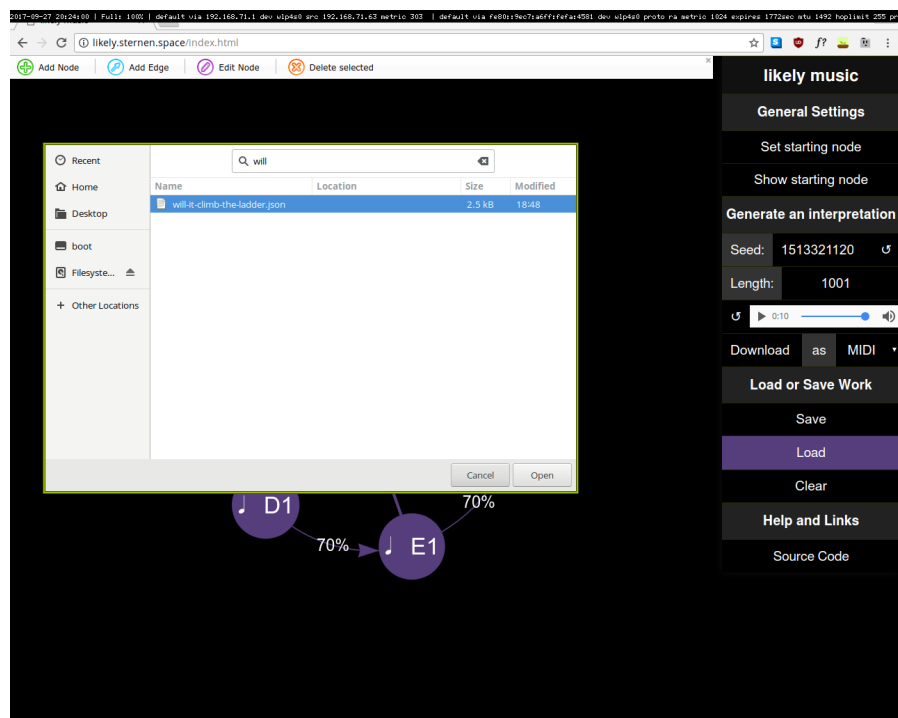 2017-09-27 20:24:00 | Full: 100% | default via 192.168.71.1 dev wlp4s0 src 192.168.71.63 metric 303 | default via fe80::9ec7:a6ff:fefa:4581 dev wlp4s0 proto ra metric 1024 expires 1772sec mtu 1492 hoplimit 255 pr
likely.sternen.space/index.html
f?
Add Node
Add Edge
Edit Node
Delete selected
likely music
General Settings
Set starting node
Show starting node
Generate an interpretation
Seed: 1513321120
Length: 1001
0:10
Download as MIDI
Load or Save Work
Save
Load
Clear
Help and Links
Source Code
Recent
Home
Desktop
boot
Filesyste...
+ Other Locations
will
Name Location Size Modified
will-it-climb-the-ladder.json 2.5 kB 18:48
Cancel Open
D1
70%
E1
70%